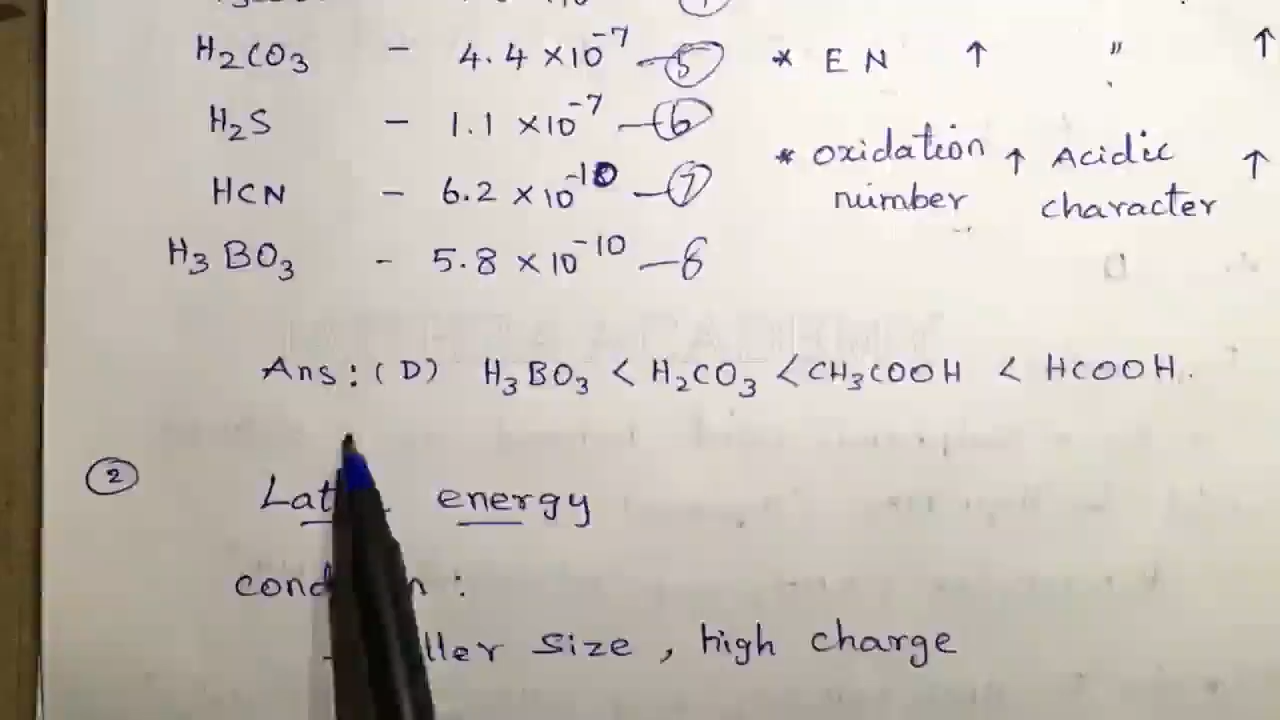 H2CO3 - 4.4 ×10^-7 — 5 * EN ↑ " ↑
H2S - 1.1 ×10^-7 — 6
* oxidation number ↑ Acidic character ↑
HCN - 6.2 ×10^-10 — 7
H3BO3 - 5.8 ×10^-10 — 8
Ans : (D) H3BO3 < H2CO3 < CH3COOH < HCOOH.
2 energy
size , high charge